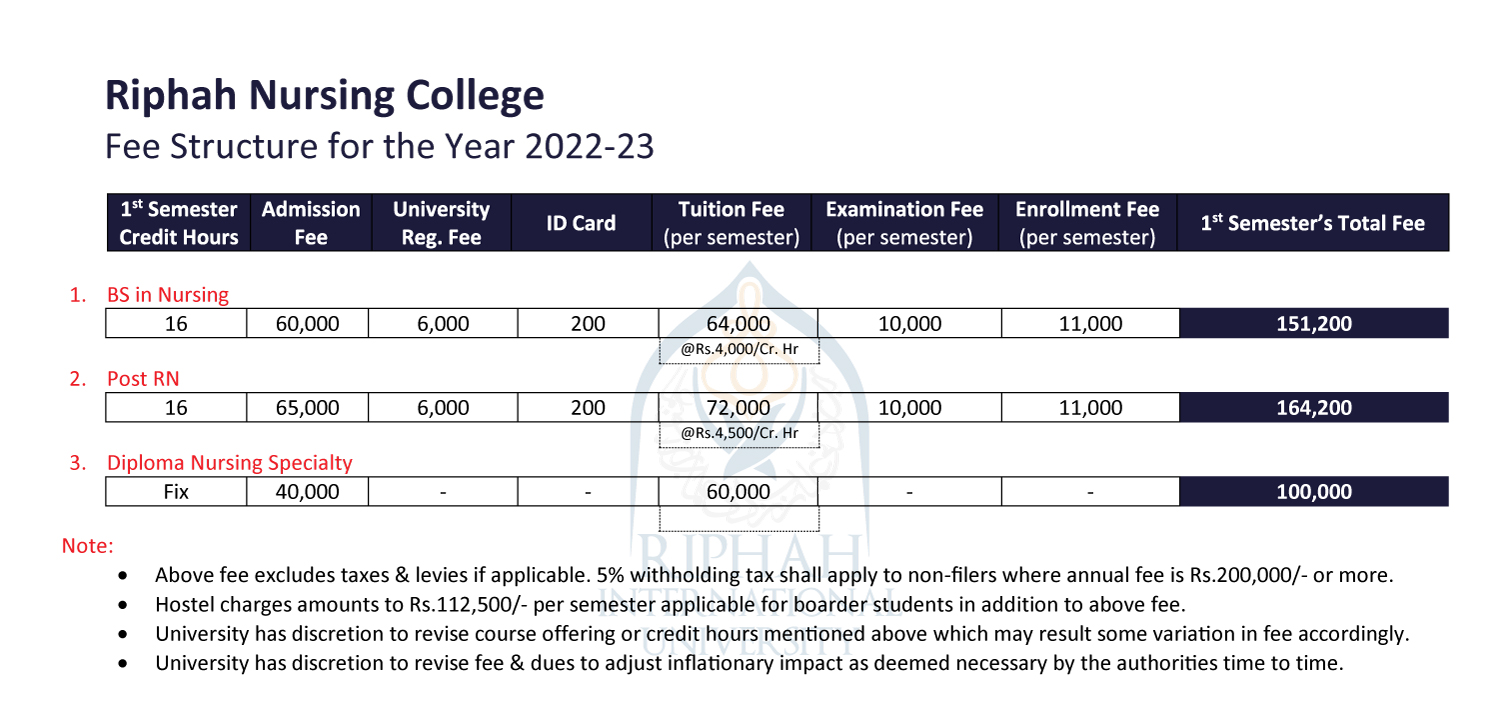 Riphah Nursing College
Fee Structure for the Year 2022-23
1st Semester Credit Hours | Admission Fee | University Reg. Fee | ID Card | Tuition Fee (per semester) | Examination Fee (per semester) | Enrollment Fee (per semester) | 1st Semester's Total Fee
1. BS in Nursing
16 | 60,000 | 6,000 | 200 | 64,000 | 10,000 | 11,000 | 151,200
@Rs.4,000/Cr. Hr
2. Post RN
16 | 65,000 | 6,000 | 200 | 72,000 | 10,000 | 11,000 | 164,200
@Rs.4,500/Cr. Hr
3. Diploma Nursing Specialty
Fix | 40,000 | - | - | 60,000 | - | - | 100,000
Note:
• Above fee excludes taxes & levies if applicable. 5% withholding tax shall apply to non-filers where annual fee is Rs.200,000/- or more.
• Hostel charges amounts to Rs.112,500/- per semester applicable for boarder students in addition to above fee.
• University has discretion to revise course offering or credit hours mentioned above which may result some variation in fee accordingly.
• University has discretion to revise fee & dues to adjust inflationary impact as deemed necessary by the authorities time to time.
RIPHAH
INTERNATIONAL
UNIVERSITY